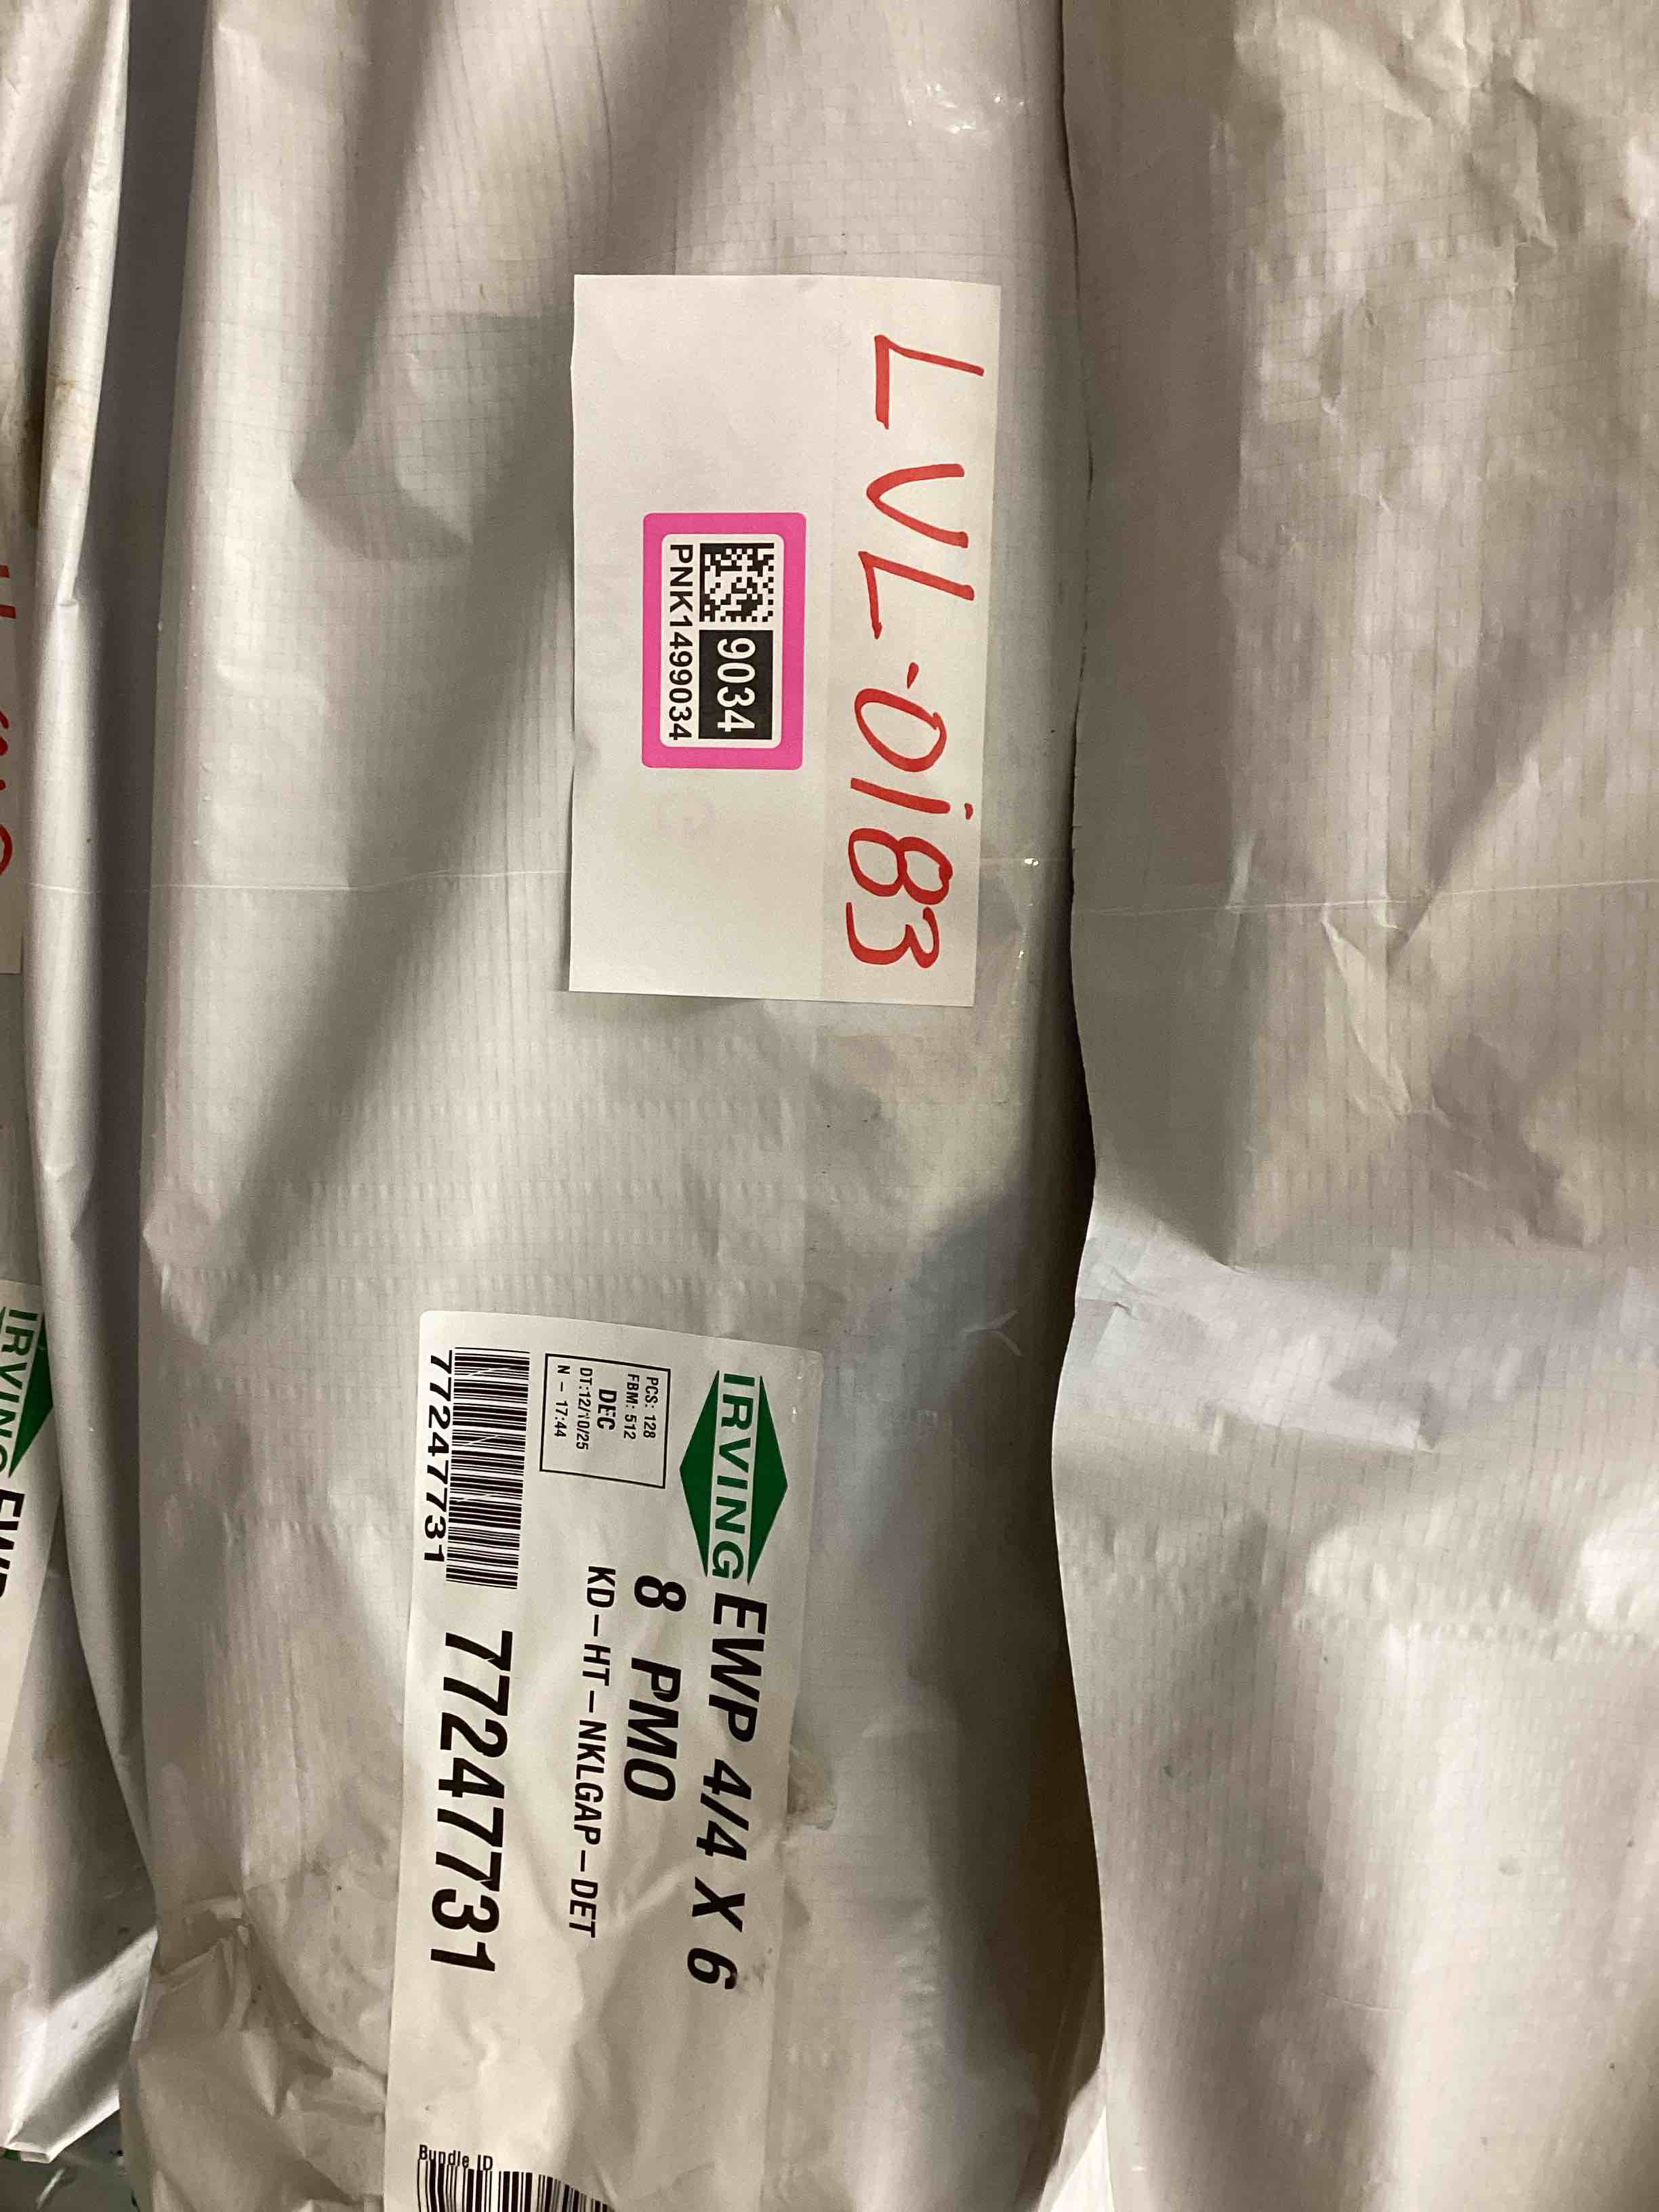 LVL-0183
9034
PNK1499034
IRVING
EWP 4/4 X 6
8 PMO
KD-HT-NKLGAP-DET
PCS: 128
FBM: 512
DEC
DT:12/10/25
N - 17:44
77247731
77247731
Bundle ID
IRVING